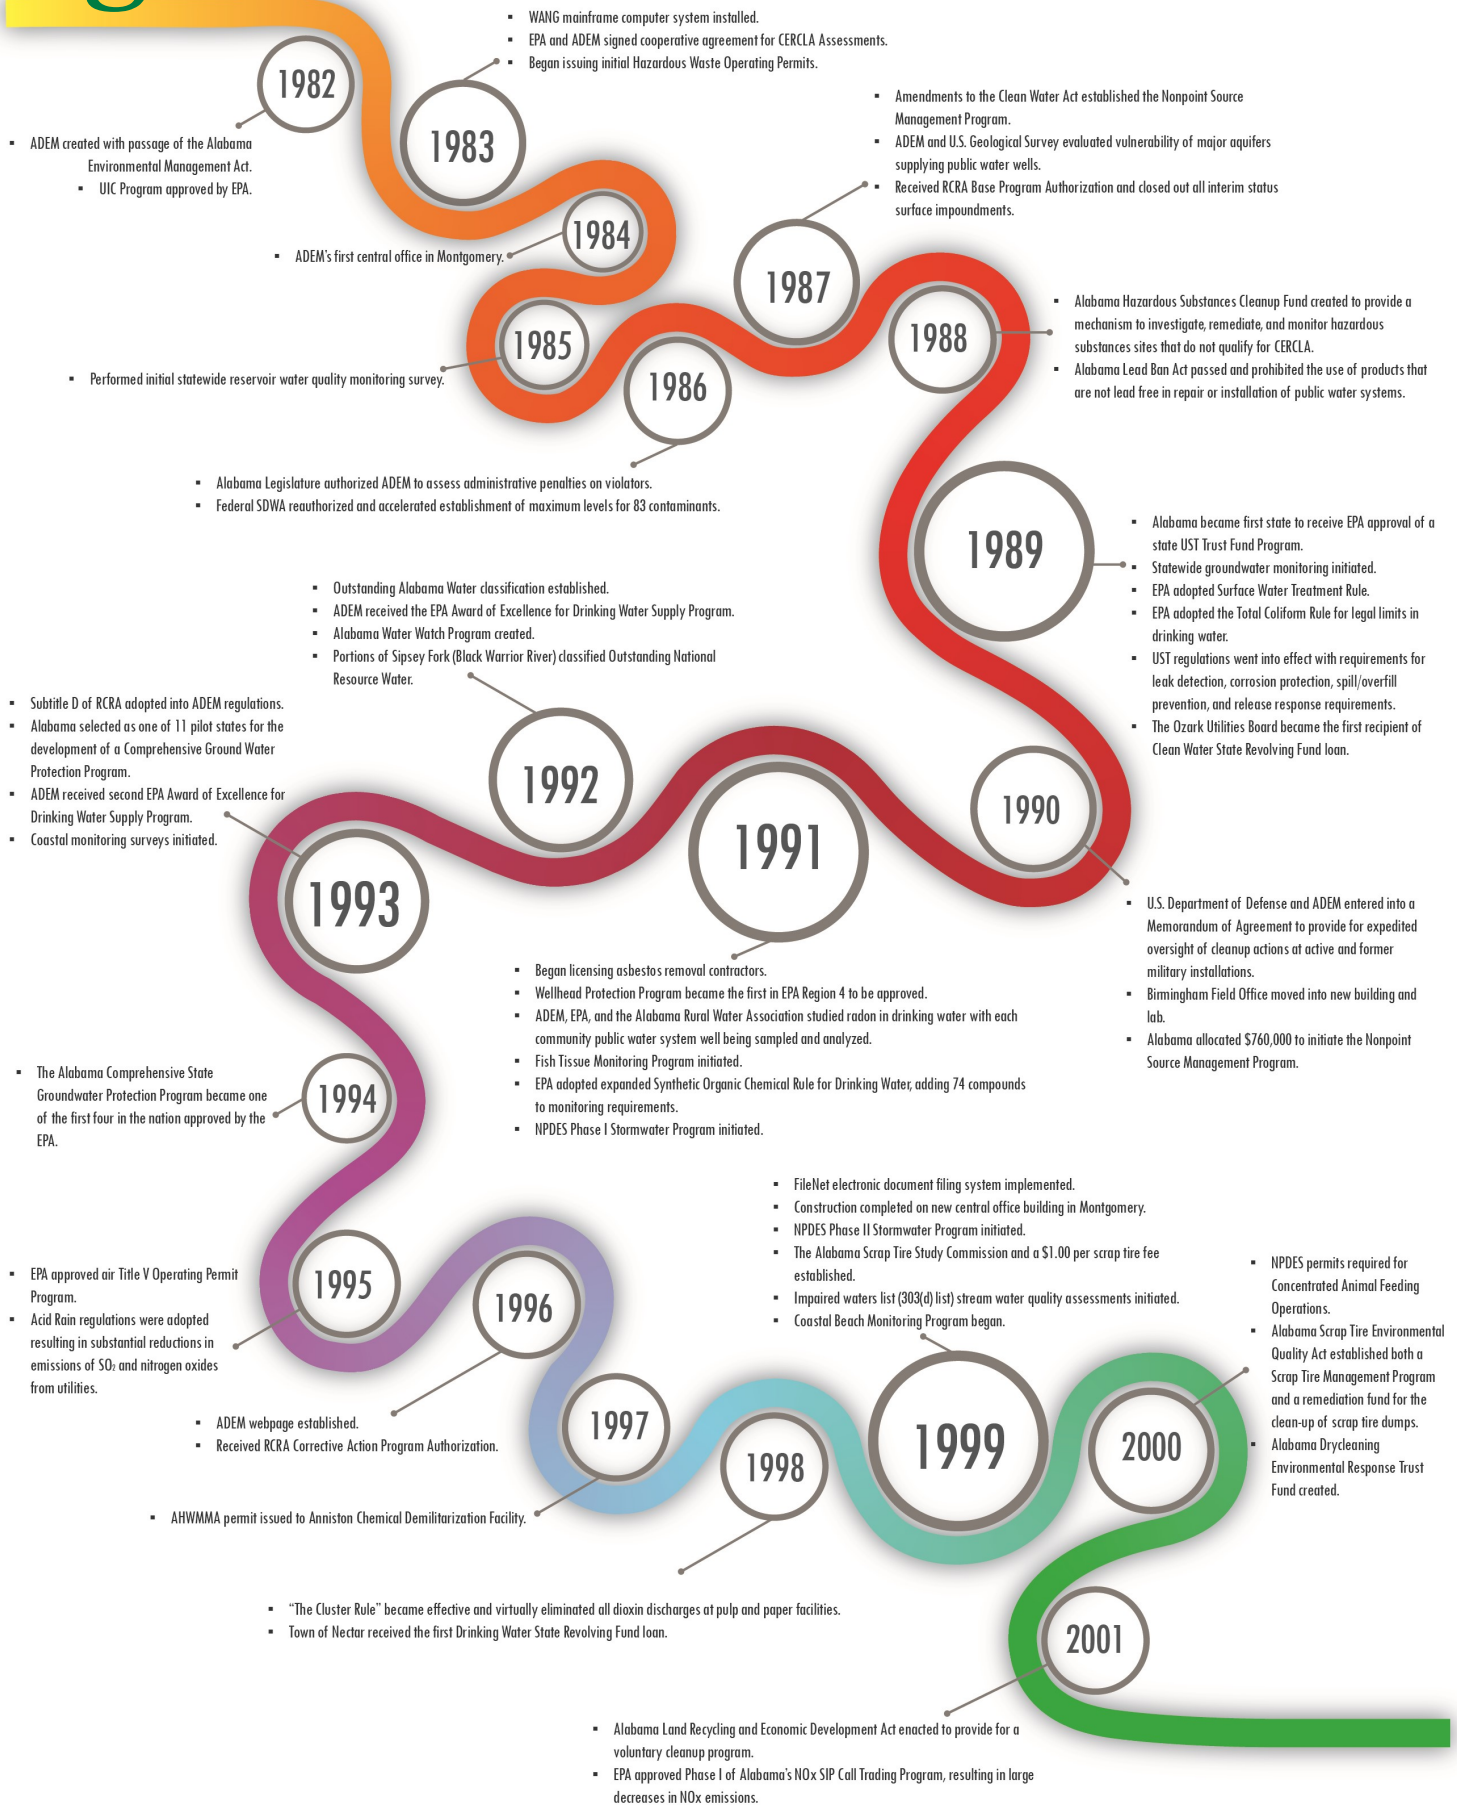 1982
▪ ADEM created with passage of the Alabama
Environmental Management Act.
▪ UIC Program approved by EPA.
1983
▪ WANG mainframe computer system installed.
▪ EPA and ADEM signed cooperative agreement for CERCLA Assessments.
▪ Began issuing initial Hazardous Waste Operating Permits.
1984
▪ ADEM's first central office in Montgomery.
1985
▪ Performed initial statewide reservoir water quality monitoring survey.
1986
▪ Alabama Legislature authorized ADEM to assess administrative penalties on violators.
▪ Federal SDWA reauthorized and accelerated establishment of maximum levels for 83 contaminants.
1987
▪ Amendments to the Clean Water Act established the Nonpoint Source
Management Program.
▪ ADEM and U.S. Geological Survey evaluated vulnerability of major aquifers
supplying public water wells.
▪ Received RCRA Base Program Authorization and closed out all interim status
surface impoundments.
1988
▪ Alabama Hazardous Substances Cleanup Fund created to provide a
mechanism to investigate, remediate, and monitor hazardous
substances sites that do not qualify for CERCLA.
▪ Alabama Lead Ban Act passed and prohibited the use of products that
are not lead free in repair or installation of public water systems.
1989
▪ Alabama became first state to receive EPA approval of a
state UST Trust Fund Program.
▪ Statewide groundwater monitoring initiated.
▪ EPA adopted Surface Water Treatment Rule.
▪ EPA adopted the Total Coliform Rule for legal limits in
drinking water.
▪ UST regulations went into effect with requirements for
leak detection, corrosion protection, spill/overfill
prevention, and release response requirements.
▪ The Ozark Utilities Board became the first recipient of
Clean Water State Revolving Fund loan.
1990
▪ U.S. Department of Defense and ADEM entered into a
Memorandum of Agreement to provide for expedited
oversight of cleanup actions at active and former
military installations.
▪ Birmingham Field Office moved into new building and
lab.
▪ Alabama allocated $760,000 to initiate the Nonpoint
Source Management Program.
1991
▪ Began licensing asbestos removal contractors.
▪ Wellhead Protection Program became the first in EPA Region 4 to be approved.
▪ ADEM, EPA, and the Alabama Rural Water Association studied radon in drinking water with each
community public water system well being sampled and analyzed.
▪ Fish Tissue Monitoring Program initiated.
▪ EPA adopted expanded Synthetic Organic Chemical Rule for Drinking Water, adding 74 compounds
to monitoring requirements.
▪ NPDES Phase I Stormwater Program initiated.
1992
▪ Outstanding Alabama Water classification established.
▪ ADEM received the EPA Award of Excellence for Drinking Water Supply Program.
▪ Alabama Water Watch Program created.
▪ Portions of Sipsey Fork (Black Warrior River) classified Outstanding National
Resource Water.
1993
▪ Subtitle D of RCRA adopted into ADEM regulations.
▪ Alabama selected as one of 11 pilot states for the
development of a Comprehensive Ground Water
Protection Program.
▪ ADEM received second EPA Award of Excellence for
Drinking Water Supply Program.
▪ Coastal monitoring surveys initiated.
1994
▪ The Alabama Comprehensive State
Groundwater Protection Program became one
of the first four in the nation approved by the
EPA.
1995
▪ EPA approved air Title V Operating Permit
Program.
▪ Acid Rain regulations were adopted
resulting in substantial reductions in
emissions of SO₂ and nitrogen oxides
from utilities.
1996
▪ ADEM webpage established.
▪ Received RCRA Corrective Action Program Authorization.
1997
▪ AHWMMA permit issued to Anniston Chemical Demilitarization Facility.
1998
▪ “The Cluster Rule” became effective and virtually eliminated all dioxin discharges at pulp and paper facilities.
▪ Town of Nectar received the first Drinking Water State Revolving Fund loan.
1999
▪ FileNet electronic document filing system implemented.
▪ Construction completed on new central office building in Montgomery.
▪ NPDES Phase II Stormwater Program initiated.
▪ The Alabama Scrap Tire Study Commission and a $1.00 per scrap tire fee
established.
▪ Impaired waters list (303(d) list) stream water quality assessments initiated.
▪ Coastal Beach Monitoring Program began.
2000
▪ NPDES permits required for
Concentrated Animal Feeding
Operations.
▪ Alabama Scrap Tire Environmental
Quality Act established both a
Scrap Tire Management Program
and a remediation fund for the
clean-up of scrap tire dumps.
▪ Alabama Drycleaning
Environmental Response Trust
Fund created.
2001
▪ Alabama Land Recycling and Economic Development Act enacted to provide for a
voluntary cleanup program.
▪ EPA approved Phase I of Alabama's NOx SIP Call Trading Program, resulting in large
decreases in NOx emissions.